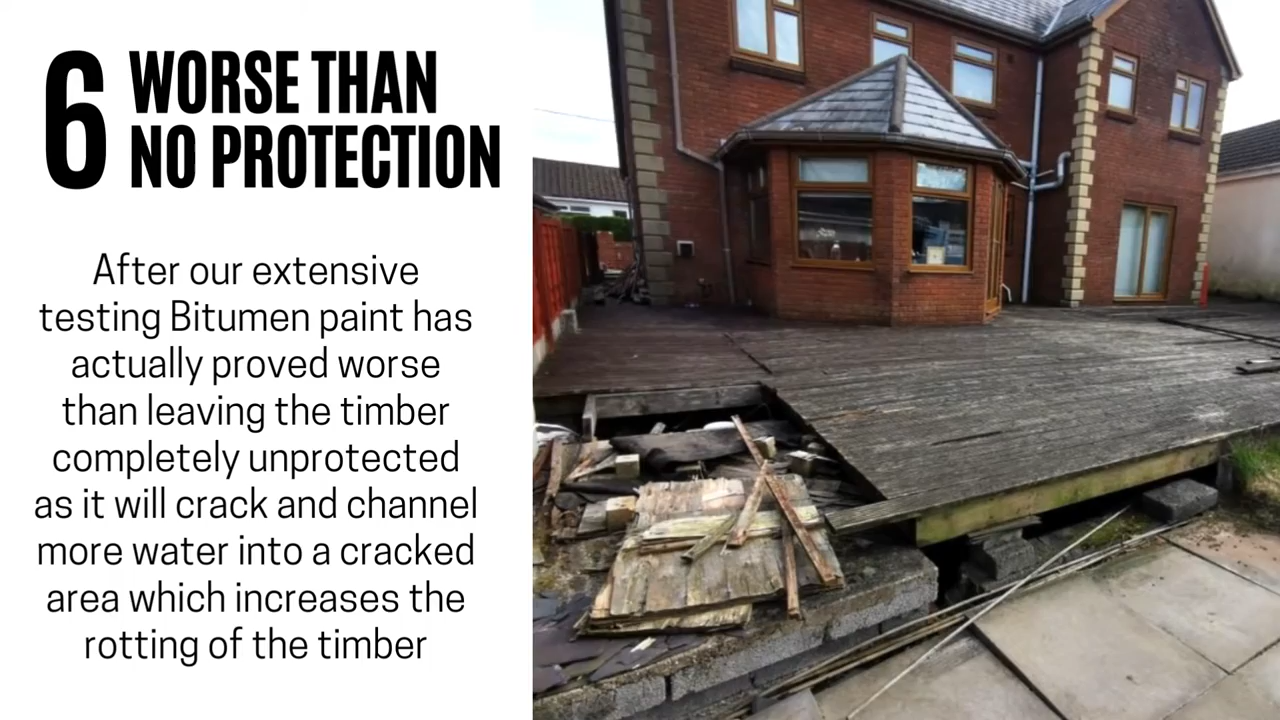 6 WORSE THAN
NO PROTECTION
After our extensive
testing Bitumen paint has
actually proved worse
than leaving the timber
completely unprotected
as it will crack and channel
more water into a cracked
area which increases the
rotting of the timber